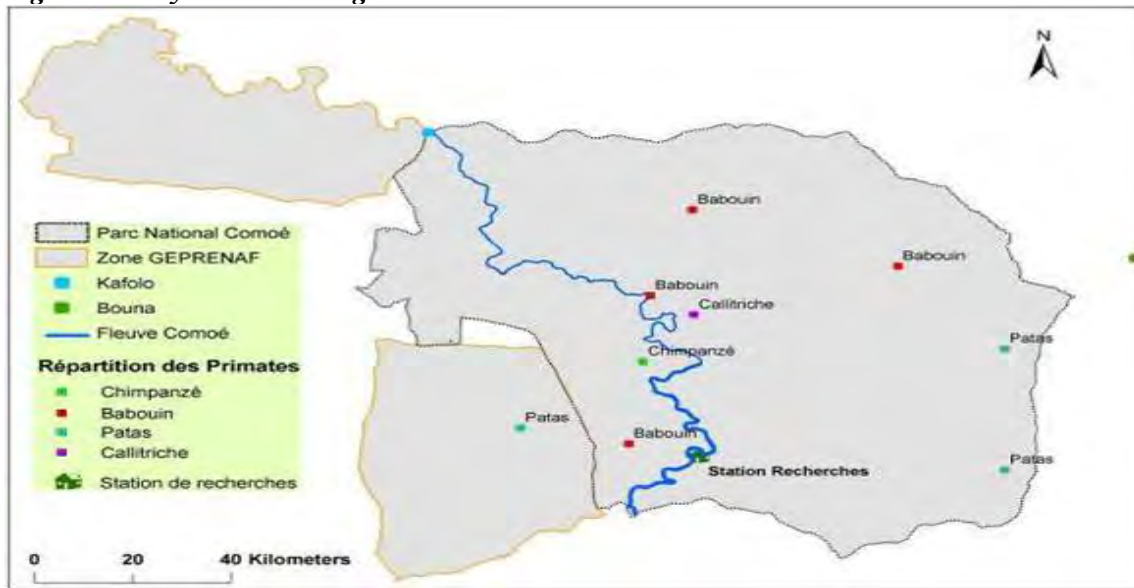 N
Babouin
Babouin
Babouin
Callitriche
Patas
Chimpanzé
Patas
Babouin
Station Recherches
Patas
Parc National Comoé
Zone GEPRENAF
Kafolo
Bouna
Fleuve Comoé
Répartition des Primates
Chimpanzé
Babouin
Patas
Callitriche
Station de recherches
0 20 40 Kilometers